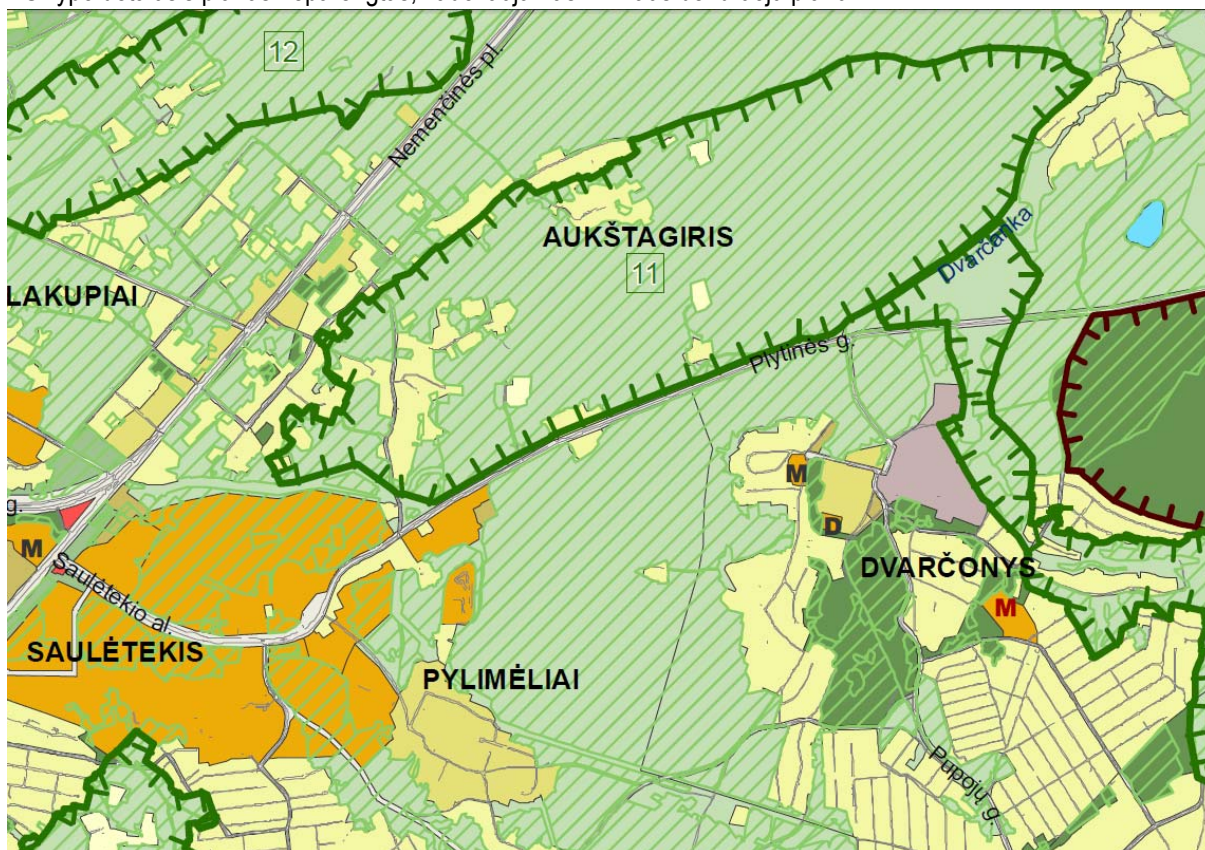 12
Nemenčinės pl.
AUKŠTAGIRIS
11
Dvarčanka
LAKUPIAI
Plytinės g.
g.
M
M
D
DVARČONYS
M
Saulėtekio al.
SAULĖTEKIS
PYLIMĖLIAI
Pupojų g.